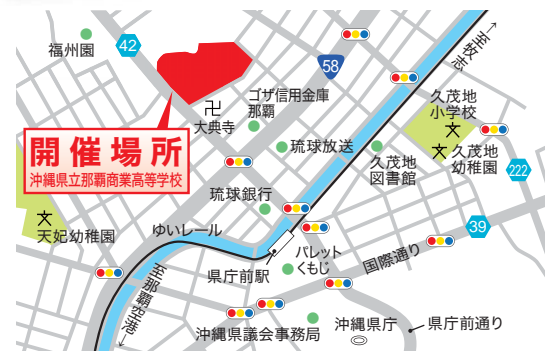 福州園
42
58
→至牧志
ゴザ信用金庫
那覇
大典寺
久茂地
小学校
開催場所
沖縄県立那覇商業高等学校
琉球放送
久茂地
図書館
久茂地
幼稚園
222
琉球銀行
天妃幼稚園
ゆいレール
39
パレット
くもじ
国際通り
県庁前駅
至那覇空港→
沖縄県議会事務局
沖縄県庁
県庁前通り